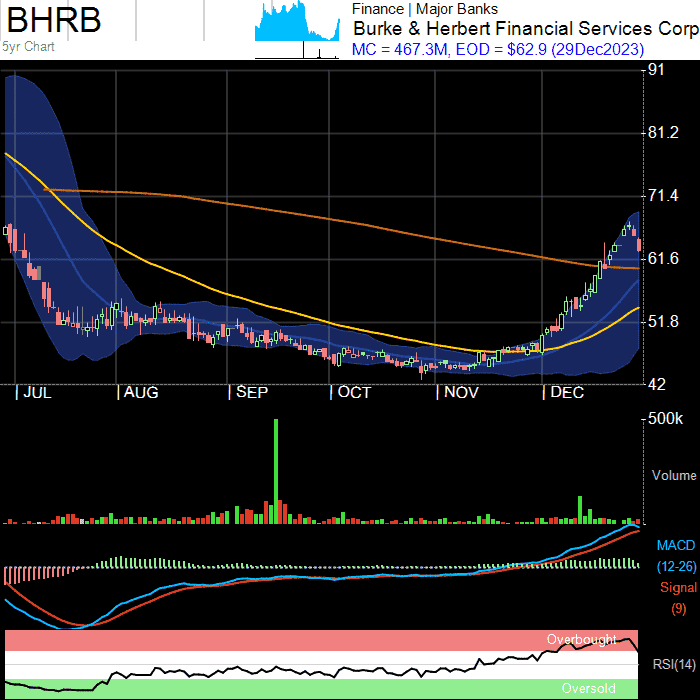 BHRB
5yr Chart
Finance | Major Banks
Burke & Herbert Financial Services Corp
MC = 467.3M, EOD = $62.9 (29Dec2023)
91
81.2
71.4
61.6
51.8
42
JUL AUG SEP OCT NOV DEC
500k
Volume
MACD
(12-26)
Signal
(9)
Overbought
RSI(14)
Oversold